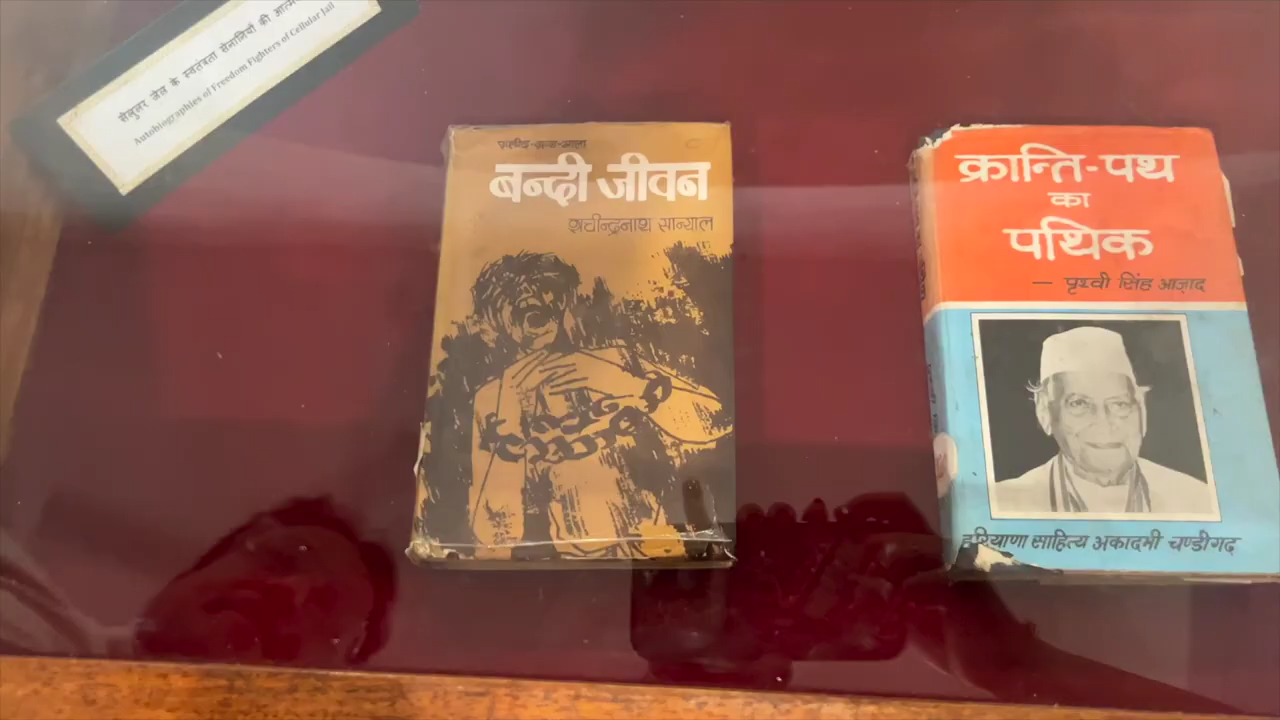 सेलुलर जेल के स्वतंत्रता सेनानियों की
Autobiographies of Freedom Fighters of Cellular Jail
बन्दी जीवन
शचीन्द्रनाथ सान्याल
क्रान्ति-पथ
का
पथिक
— पृथ्वी सिंह आज़ाद
हरियाणा साहित्य अकादमी चण्डीगढ़